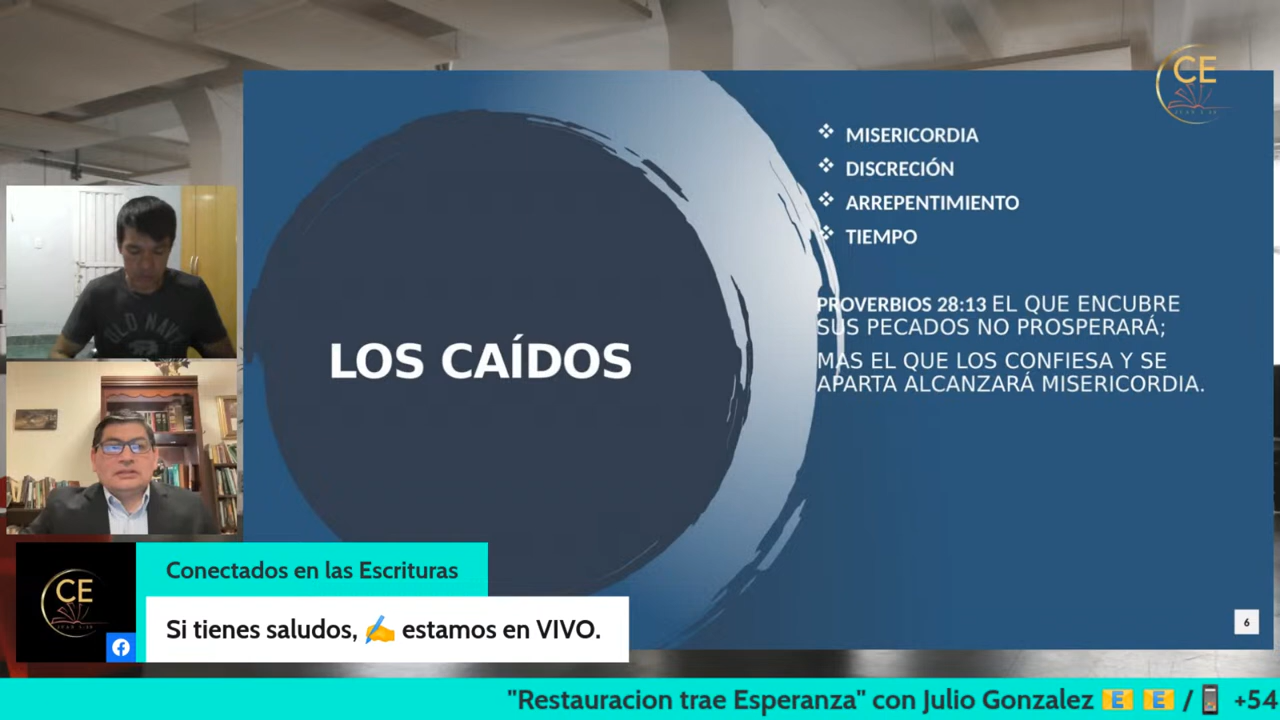 CE
MISERICORDIA
DISCRECIÓN
ARREPENTIMIENTO
TIEMPO
PROVERBIOS 28:13 EL QUE ENCUBRE
SUS PECADOS NO PROSPERARÁ;
MAS EL QUE LOS CONFIESA Y SE
APARTA ALCANZARÁ MISERICORDIA.
LOS CAÍDOS
OLD NAVY
CE
Conectados en las Escrituras
Si tienes saludos, ✍️ estamos en VIVO.
6
"Restauracion trae Esperanza" con Julio Gonzalez 📧 📧 / 📱 +54